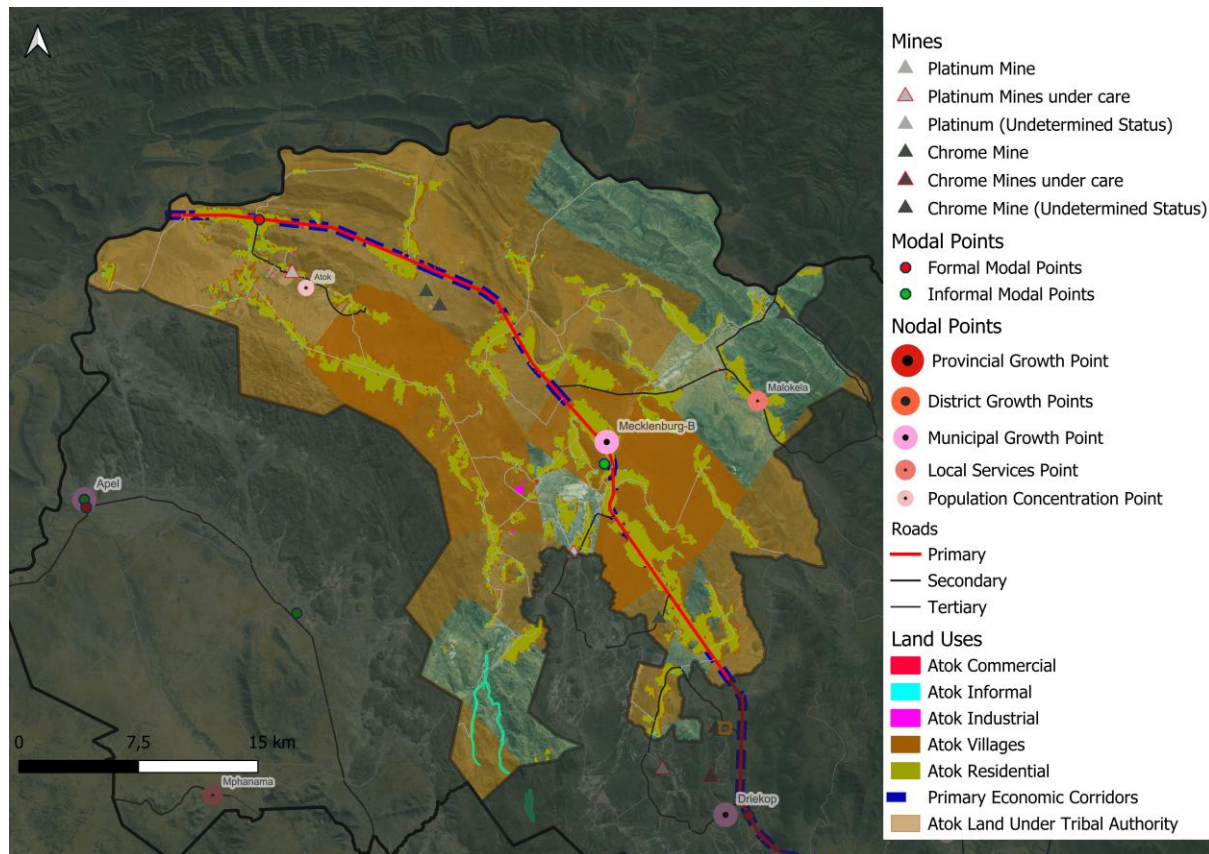 Mines
Platinum Mine
Platinum Mines under care
Platinum (Undetermined Status)
Chrome Mine
Chrome Mines under care
Chrome Mine (Undetermined Status)
Modal Points
Formal Modal Points
Informal Modal Points
Nodal Points
Provincial Growth Point
District Growth Points
Municipal Growth Point
Local Services Point
Population Concentration Point
Roads
Primary
Secondary
Tertiary
Land Uses
Atok Commercial
Atok Informal
Atok Industrial
Atok Villages
Atok Residential
Primary Economic Corridors
Atok Land Under Tribal Authority
Atok
Malokela
Mecklenburg-B
Apel
0 7,5 15 km
Mphanama
Driekop